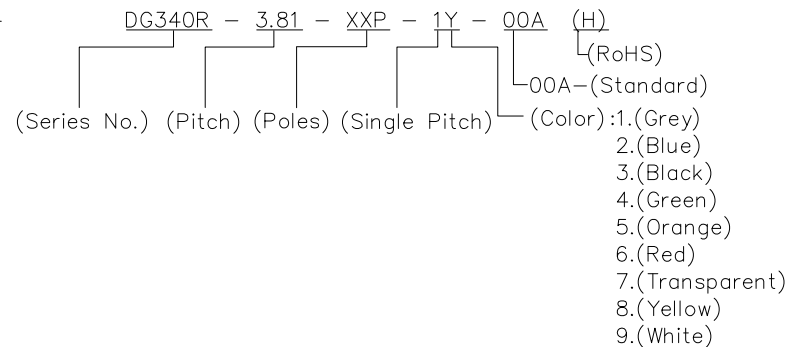 DG340R - 3.81 - XXP - 1Y - 00A (H)
(RoHS)
00A-(Standard)
(Series No.) (Pitch) (Poles) (Single Pitch) (Color):1.(Grey)
2.(Blue)
3.(Black)
4.(Green)
5.(Orange)
6.(Red)
7.(Transparent)
8.(Yellow)
9.(White)